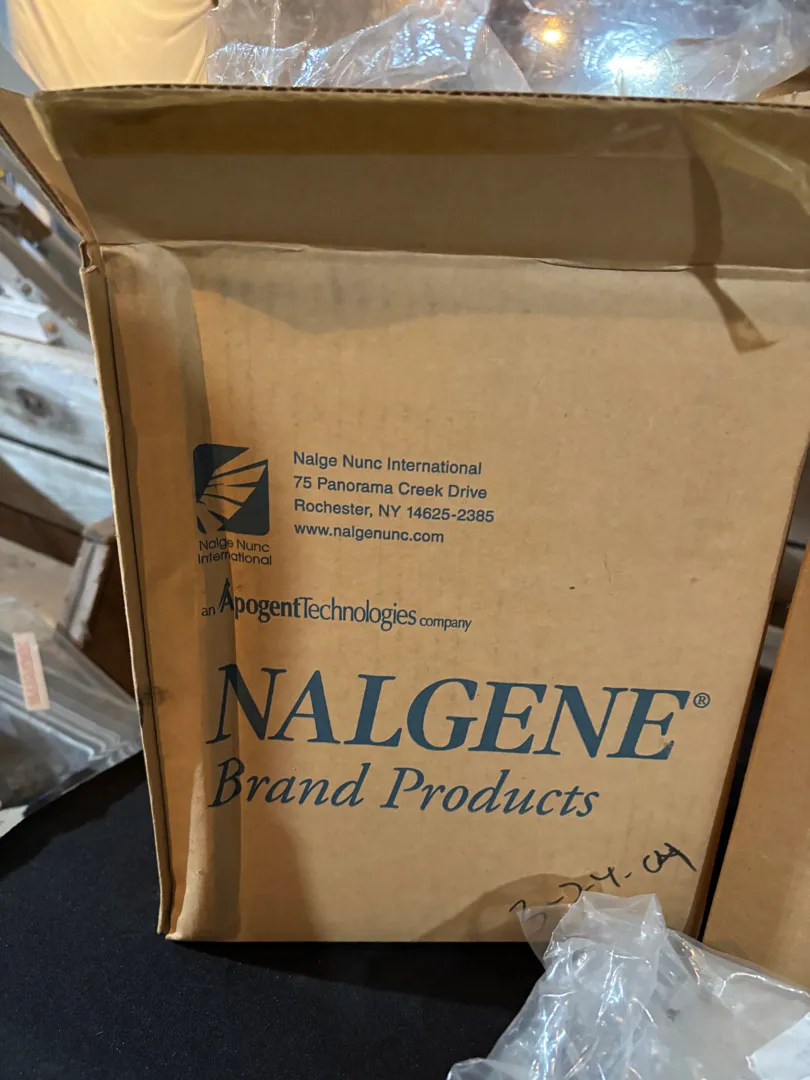 Nalge Nunc International
75 Panorama Creek Drive
Rochester, NY 14625-2385
www.nalgenunc.com
Nalge Nunc
International
an ApogentTechnologies company
NALGENE®
Brand Products